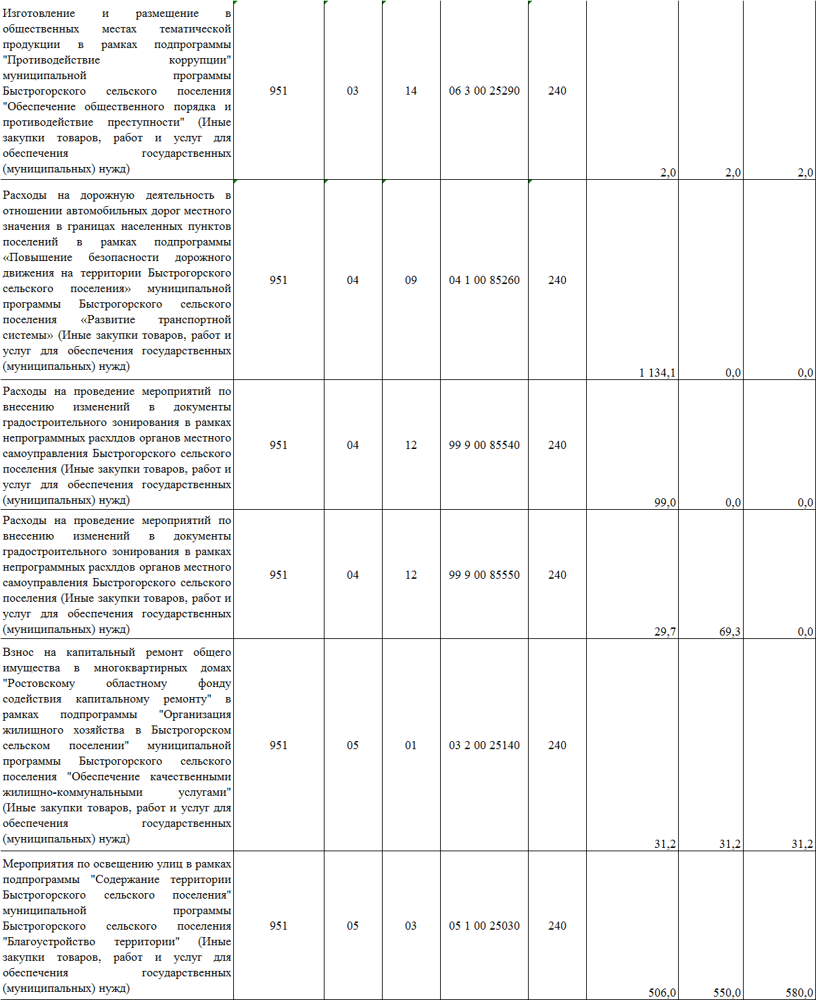 Изготовление и размещение в
общественных местах тематической
продукции в рамках подпрограммы
"Противодействие коррупции"
муниципальной программы
Быстрогорского сельского поселения
"Обеспечение общественного порядка и
противодействие преступности" (Иные
закупки товаров, работ и услуг для
обеспечения государственных
(муниципальных) нужд)
951 03 14 06 3 00 25290 240 2,0 2,0 2,0
Расходы на дорожную деятельность в
отношении автомобильных дорог местного
значения в границах населенных пунктов
поселений в рамках подпрограммы
«Повышение безопасности дорожного
движения на территории Быстрогорского
сельского поселения» муниципальной
программы Быстрогорского сельского
поселения «Развитие транспортной
системы» (Иные закупки товаров, работ и
услуг для обеспечения государственных
(муниципальных) нужд)
951 04 09 04 1 00 85260 240 1 134,1 0,0 0,0
Расходы на проведение мероприятий по
внесению изменений в документы
градостроительного зонирования в рамках
непрограммных расхлдов органов местного
самоуправления Быстрогорского сельского
поселения (Иные закупки товаров, работ и
услуг для обеспечения государственных
(муниципальных) нужд)
951 04 12 99 9 00 85540 240 99,0 0,0 0,0
Расходы на проведение мероприятий по
внесению изменений в документы
градостроительного зонирования в рамках
непрограммных расхлдов органов местного
самоуправления Быстрогорского сельского
поселения (Иные закупки товаров, работ и
услуг для обеспечения государственных
(муниципальных) нужд)
951 04 12 99 9 00 85550 240 29,7 69,3 0,0
Взнос на капитальный ремонт общего
имущества в многоквартирных домах
"Ростовскому областному фонду
содействия капитальному ремонту" в
рамках подпрограммы "Организация
жилищного хозяйства в Быстрогорском
сельском поселении" муниципальной
программы Быстрогорского сельского
поселения "Обеспечение качественными
жилищно-коммунальными услугами"
(Иные закупки товаров, работ и услуг для
обеспечения государственных
(муниципальных) нужд)
951 05 01 03 2 00 25140 240 31,2 31,2 31,2
Мероприятия по освещению улиц в рамках
подпрограммы "Содержание территории
Быстрогорского сельского поселения"
муниципальной программы
Быстрогорского сельского поселения
"Благоустройство территории" (Иные
закупки товаров, работ и услуг для
обеспечения государственных
(муниципальных) нужд)
951 05 03 05 1 00 25030 240 506,0 550,0 580,0